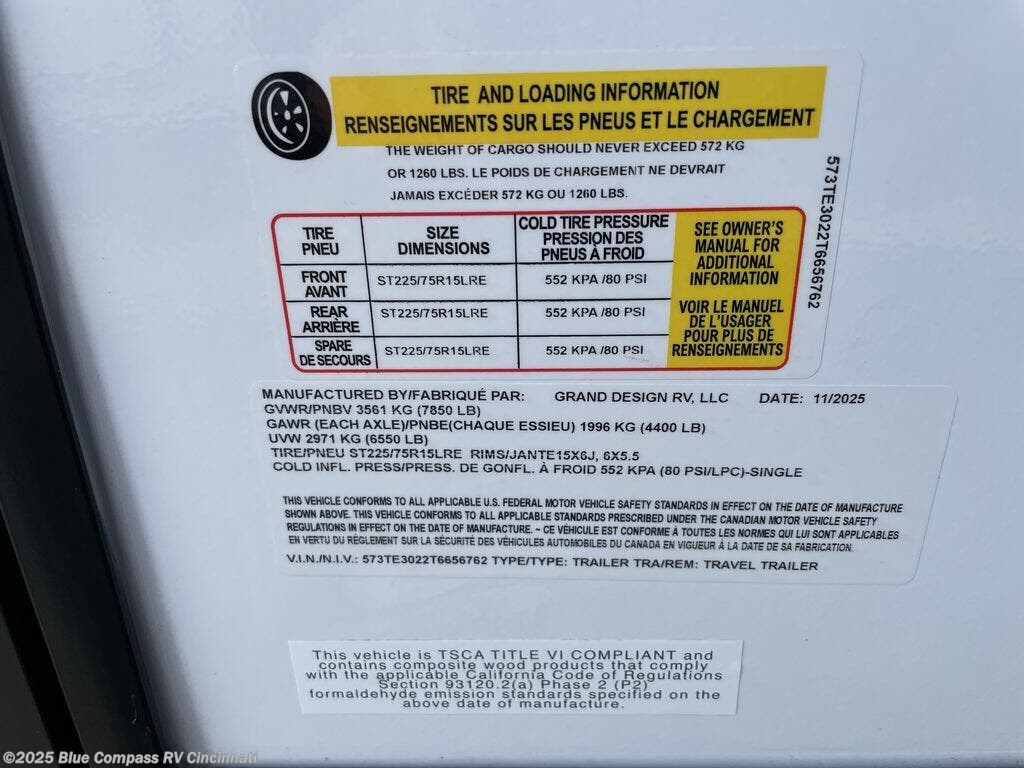 TIRE AND LOADING INFORMATION
RENSEIGNEMENTS SUR LES PNEUS ET LE CHARGEMENT
THE WEIGHT OF CARGO SHOULD NEVER EXCEED 572 KG
OR 1260 LBS. LE POIDS DE CHARGEMENT NE DEVRAIT
JAMAIS EXCÉDER 572 KG OU 1260 LBS.
TIRE
PNEU
SIZE
DIMENSIONS
COLD TIRE PRESSURE
PRESSION DES
PNEUS À FROID
FRONT
AVANT
ST225/75R15LRE
552 KPA /80 PSI
REAR
ARRIÈRE
ST225/75R15LRE
552 KPA /80 PSI
SPARE
DE SECOURS
ST225/75R15LRE
552 KPA /80 PSI
SEE OWNER'S
MANUAL FOR
ADDITIONAL
INFORMATION
VOIR LE MANUEL
DE L'USAGER
POUR PLUS DE
RENSEIGNEMENTS
573TE3022T6656762
MANUFACTURED BY/FABRIQUÉ PAR: GRAND DESIGN RV, LLC DATE: 11/2025
GVWR/PNBV 3561 KG (7850 LB)
GAWR (EACH AXLE)/PNBE(CHAQUE ESSIEU) 1996 KG (4400 LB)
UVW 2971 KG (6550 LB)
TIRE/PNEU ST225/75R15LRE RIMS/JANTE15X6J, 6X5.5
COLD INFL. PRESS/PRESS. DE GONFL. À FROID 552 KPA (80 PSI/LPC)-SINGLE
THIS VEHICLE CONFORMS TO ALL APPLICABLE U.S. FEDERAL MOTOR VEHICLE SAFETY STANDARDS IN EFFECT ON THE DATE OF MANUFACTURE
SHOWN ABOVE. THIS VEHICLE CONFORMS TO ALL APPLICABLE STANDARDS PRESCRIBED UNDER THE CANADIAN MOTOR VEHICLE SAFETY
REGULATIONS IN EFFECT ON THE DATE OF MANUFACTURE. ~ CE VÉHICULE EST CONFORME À TOUTES LES NORMES QUI LUI SONT APPLICABLES
EN VERTU DU RÈGLEMENT SUR LA SÉCURITÉ DES VÉHICULES AUTOMOBILES DU CANADA EN VIGUEUR À LA DATE DE SA FABRICATION.
V.I.N./N.I.V.: 573TE3022T6656762 TYPE/TYPE: TRAILER TRA/REM: TRAVEL TRAILER
This vehicle is TSCA TITLE VI COMPLIANT and
contains composite wood products that comply
with the applicable California Code of Regulations
Section 93120.2(a) Phase 2 (P2)
formaldehyde emission standards specified on the
above date of manufacture.
©2025 Blue Compass RV Cincinnati